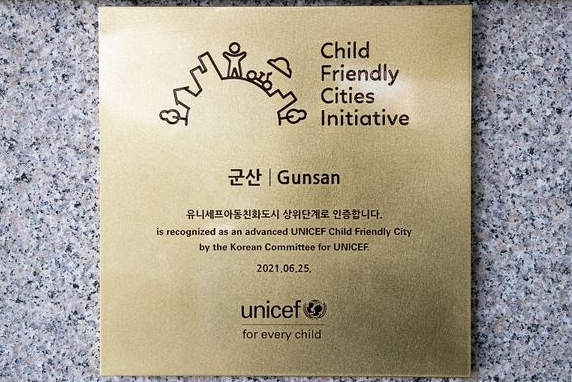 Child
Friendly
Cities
Initiative
군산 | Gunsan
유니세프아동친화도시 상위단계로 인증합니다.
is recognized as an advanced UNICEF Child Friendly City
by the Korean Committee for UNICEF.
2021.06.25.
unicef
for every child